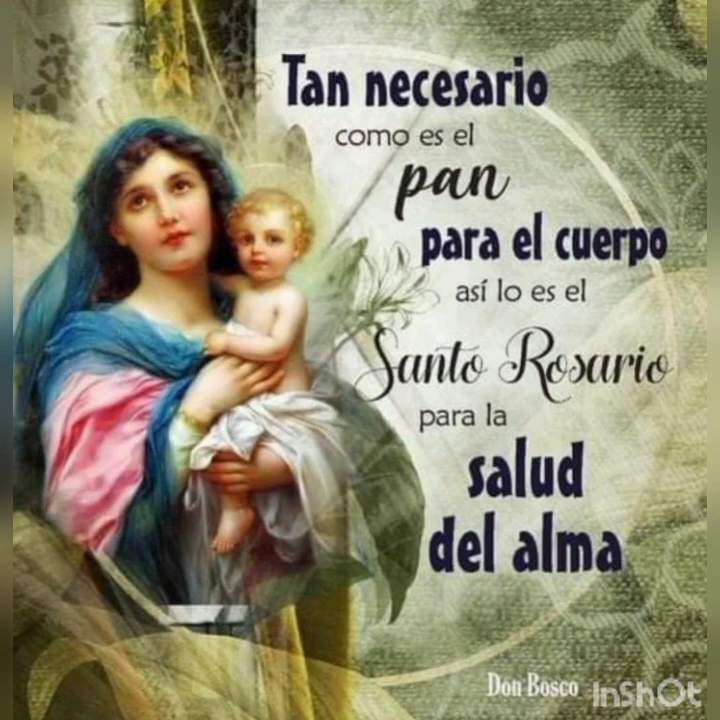 Tan necesario
como es el
pan
para el cuerpo
así lo es el
Santo Rosario
para la
salud
del alma
Don Bosco
InShOt